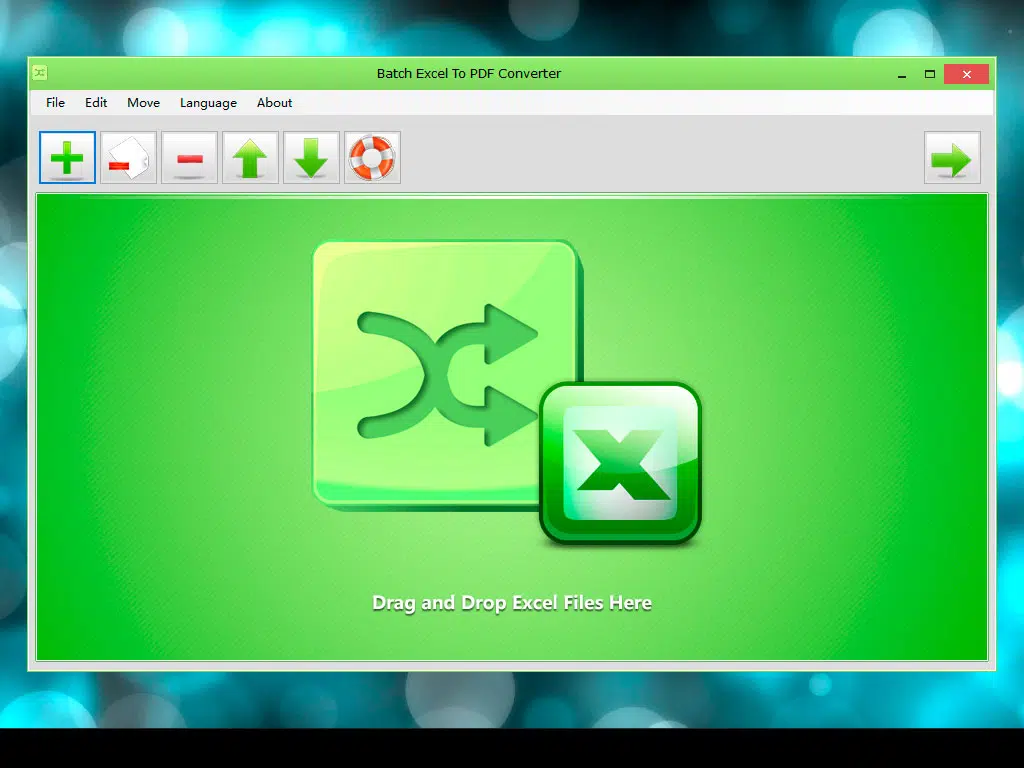 Batch Excel To PDF Converter
File Edit Move Language About
Drag and Drop Excel Files Here